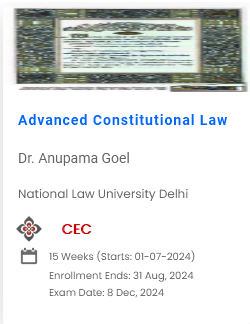 Advanced Constitutional Law
Dr. Anupama Goel
National Law University Delhi
CEC
15 Weeks (Starts: 01-07-2024)
Enrollment Ends: 31 Aug, 2024
Exam Date: 8 Dec, 2024